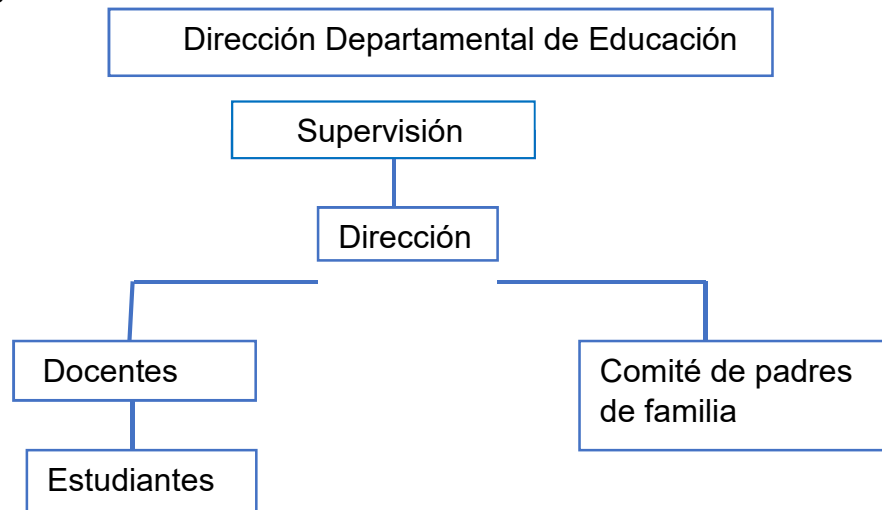 Dirección Departamental de Educación
Supervisión
Dirección
Docentes
Comité de padres
de familia
Estudiantes